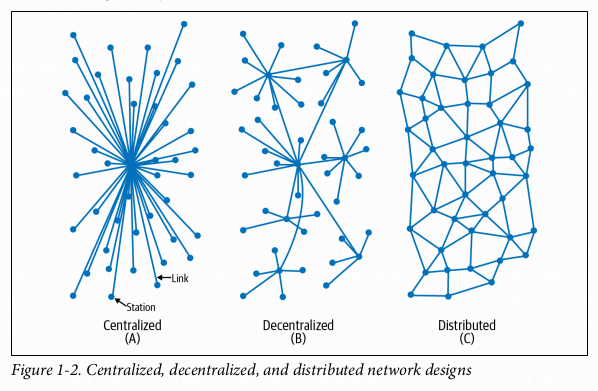 Link
Station
Centralized
(A)
Decentralized
(B)
Distributed
(C)
Figure 1-2. Centralized, decentralized, and distributed network designs